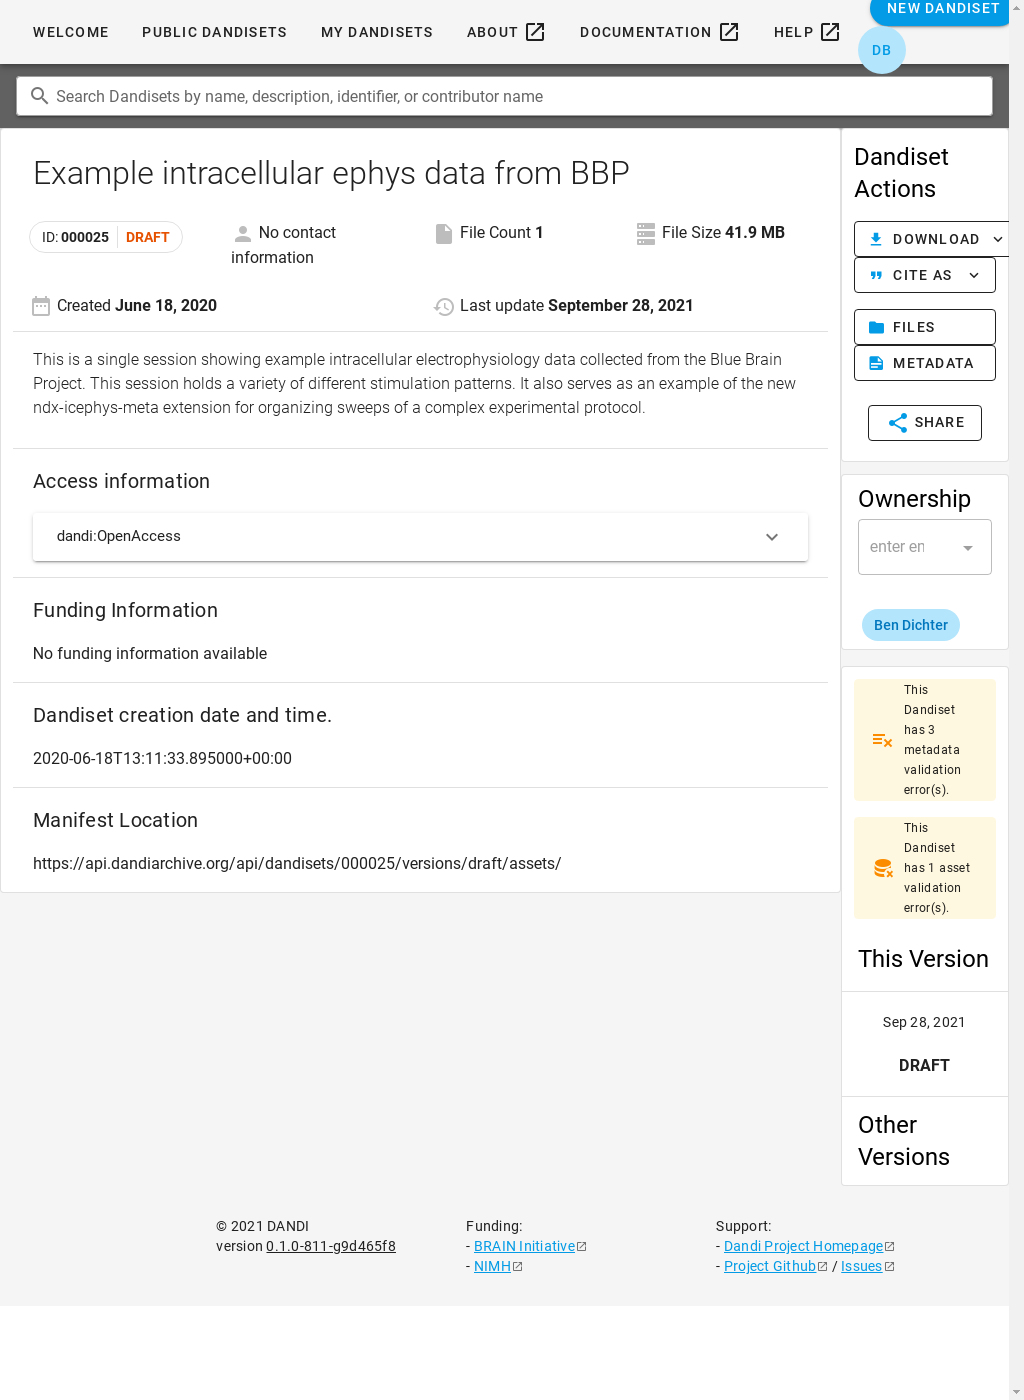 WELCOME PUBLIC DANDISETS MY DANDISETS ABOUT DOCUMENTATION HELP NEW DANDISET
DB
Search Dandisets by name, description, identifier, or contributor name
Example intracellular ephys data from BBP
ID: 000025 DRAFT
No contact
information
File Count 1
File Size 41.9 MB
Created June 18, 2020
Last update September 28, 2021
This is a single session showing example intracellular electrophysiology data collected from the Blue Brain
Project. This session holds a variety of different stimulation patterns. It also serves as an example of the new
ndx-icephys-meta extension for organizing sweeps of a complex experimental protocol.
Access information
dandi:OpenAccess
Funding Information
No funding information available
Dandiset creation date and time.
2020-06-18T13:11:33.895000+00:00
Manifest Location
https://api.dandiarchive.org/api/dandisets/000025/versions/draft/assets/
Dandiset
Actions
DOWNLOAD
CITE AS
FILES
METADATA
SHARE
Ownership
enter en
Ben Dichter
This
Dandiset
has 3
metadata
validation
error(s).
This
Dandiset
has 1 asset
validation
error(s).
This Version
Sep 28, 2021
DRAFT
Other
Versions
© 2021 DANDI
version 0.1.0-811-g9d465f8
Funding:
- BRAIN Initiative
- NIMH
Support:
- Dandi Project Homepage
- Project Github / Issues